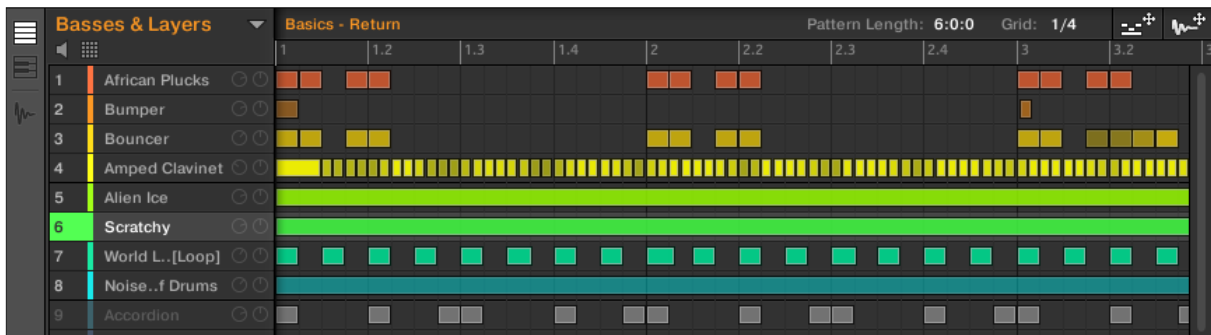 Basses & Layers
Basics - Return
Pattern Length: 6:0:0 Grid: 1/4
1 1.2 1.3 1.4 2 2.2 2.3 2.4 3 3.2
1 African Plucks
2 Bumper
3 Bouncer
4 Amped Clavinet
5 Alien Ice
6 Scratchy
7 World L..[Loop]
8 Noise..f Drums
9 Accordion